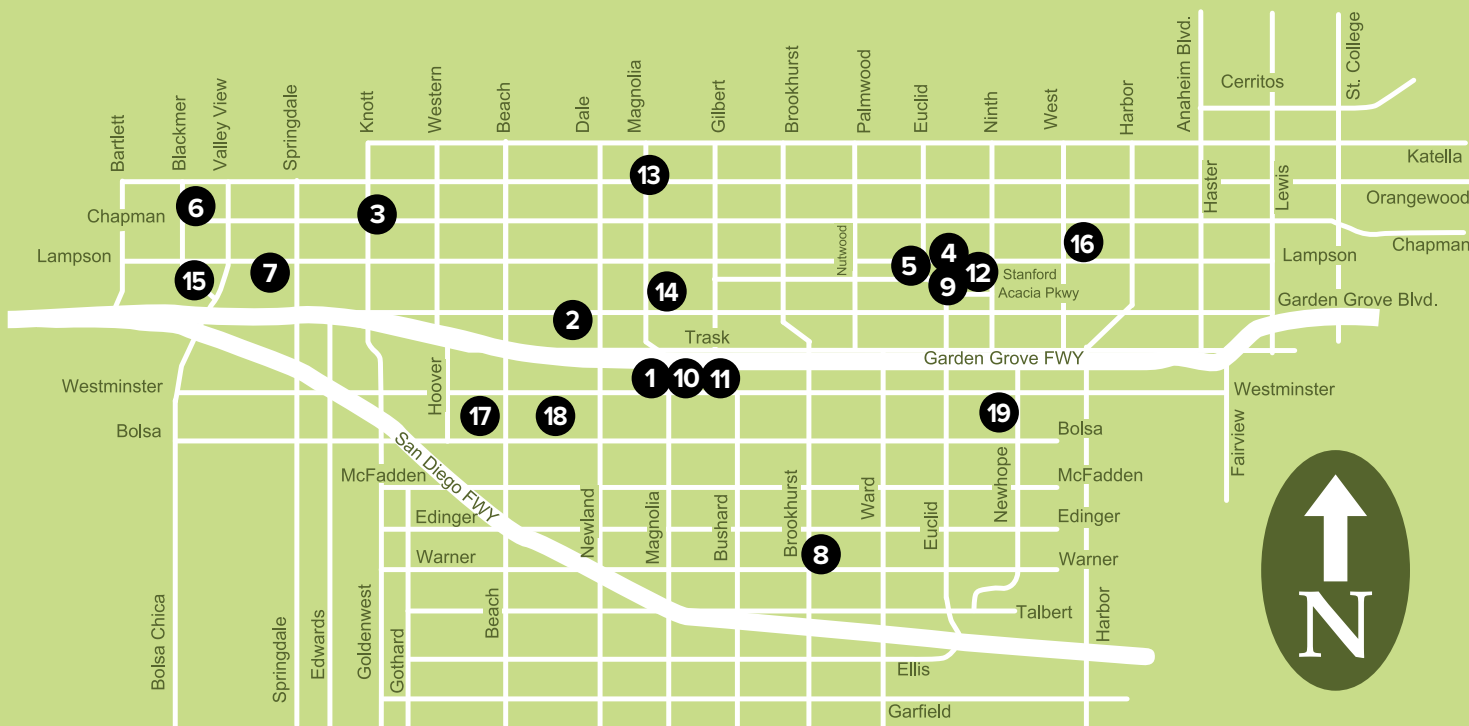 Bartlett
Blackmer
Valley View
Springdale
Knott
Western
Beach
Dale
Magnolia
Gilbert
Brookhurst
Palmwood
Euclid
Ninth
West
Harbor
Anaheim Blvd.
Cerritos
St. College
Katella
13
Haster
Lewis
Orangewood
6
3
Chapman
16
Chapman
Nutwood
4
Lampson
Lampson
15
7
5
12
Stanford
9
Acacia Pkwy
14
Garden Grove Blvd.
2
Trask
Garden Grove FWY
1
10
11
Westminster
Westminster
Hoover
17
18
19
Bolsa
Bolsa
San Diego FWY
McFadden
McFadden
Fairview
Newland
Magnolia
Bushard
Brookhurst
Ward
Euclid
Newhope
Edinger
Edinger
8
Warner
Warner
Bolsa Chica
Springdale
Edwards
Goldenwest
Gothard
Beach
Talbert
Harbor
Ellis
Garfield
N